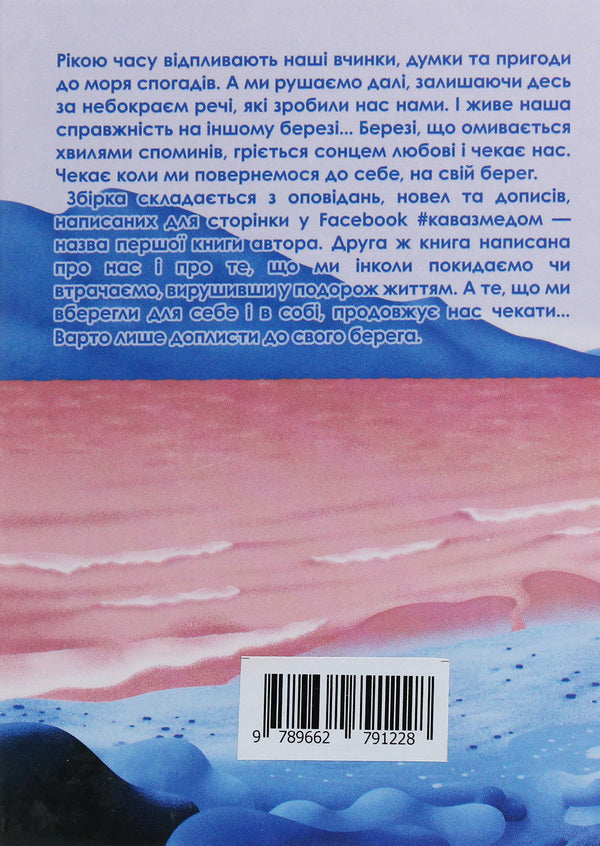 Рікою часу відпливають наші вчинки, думки та пригоди
до моря спогадів. А ми рушаємо далі, залишаючи десь
за небокраєм речі, які зробили нас нами. І живе наша
справжність на іншому березі... Березі, що омивається
хвилями споминів, гріється сонцем любові і чекає нас.
Чекає коли ми повернемося до себе, на свій берег.
Збірка складається з оповідань, новел та дописів,
написаних для сторінки у Facebook #кавазмедом —
назва першої книги автора. Друга ж книга написана
про нас і про те, що ми інколи покидаємо чи
втрачаємо, вирушивши у подорож життям. А те, що ми
вберегли для себе і в собі, продовжує нас чекати...
Варто лише доплисти до свого берега.
9 789662 791228